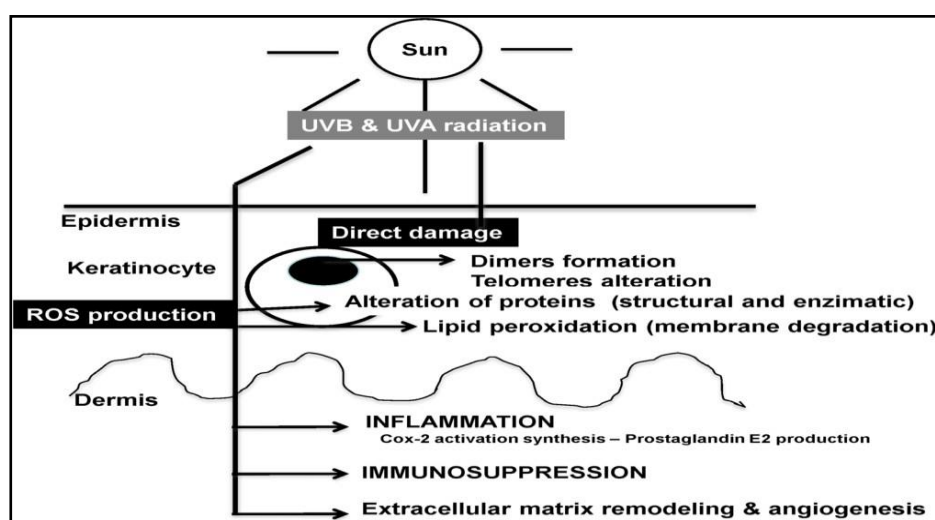 Sun
UVB & UVA radiation
Epidermis
Direct damage
Keratinocyte
Dimers formation
Telomeres alteration
Alteration of proteins (structural and enzimatic)
ROS production
Lipid peroxidation (membrane degradation)
Dermis
INFLAMMATION
Cox-2 activation synthesis – Prostaglandin E2 production
IMMUNOSUPPRESSION
Extracellular matrix remodeling & angiogenesis